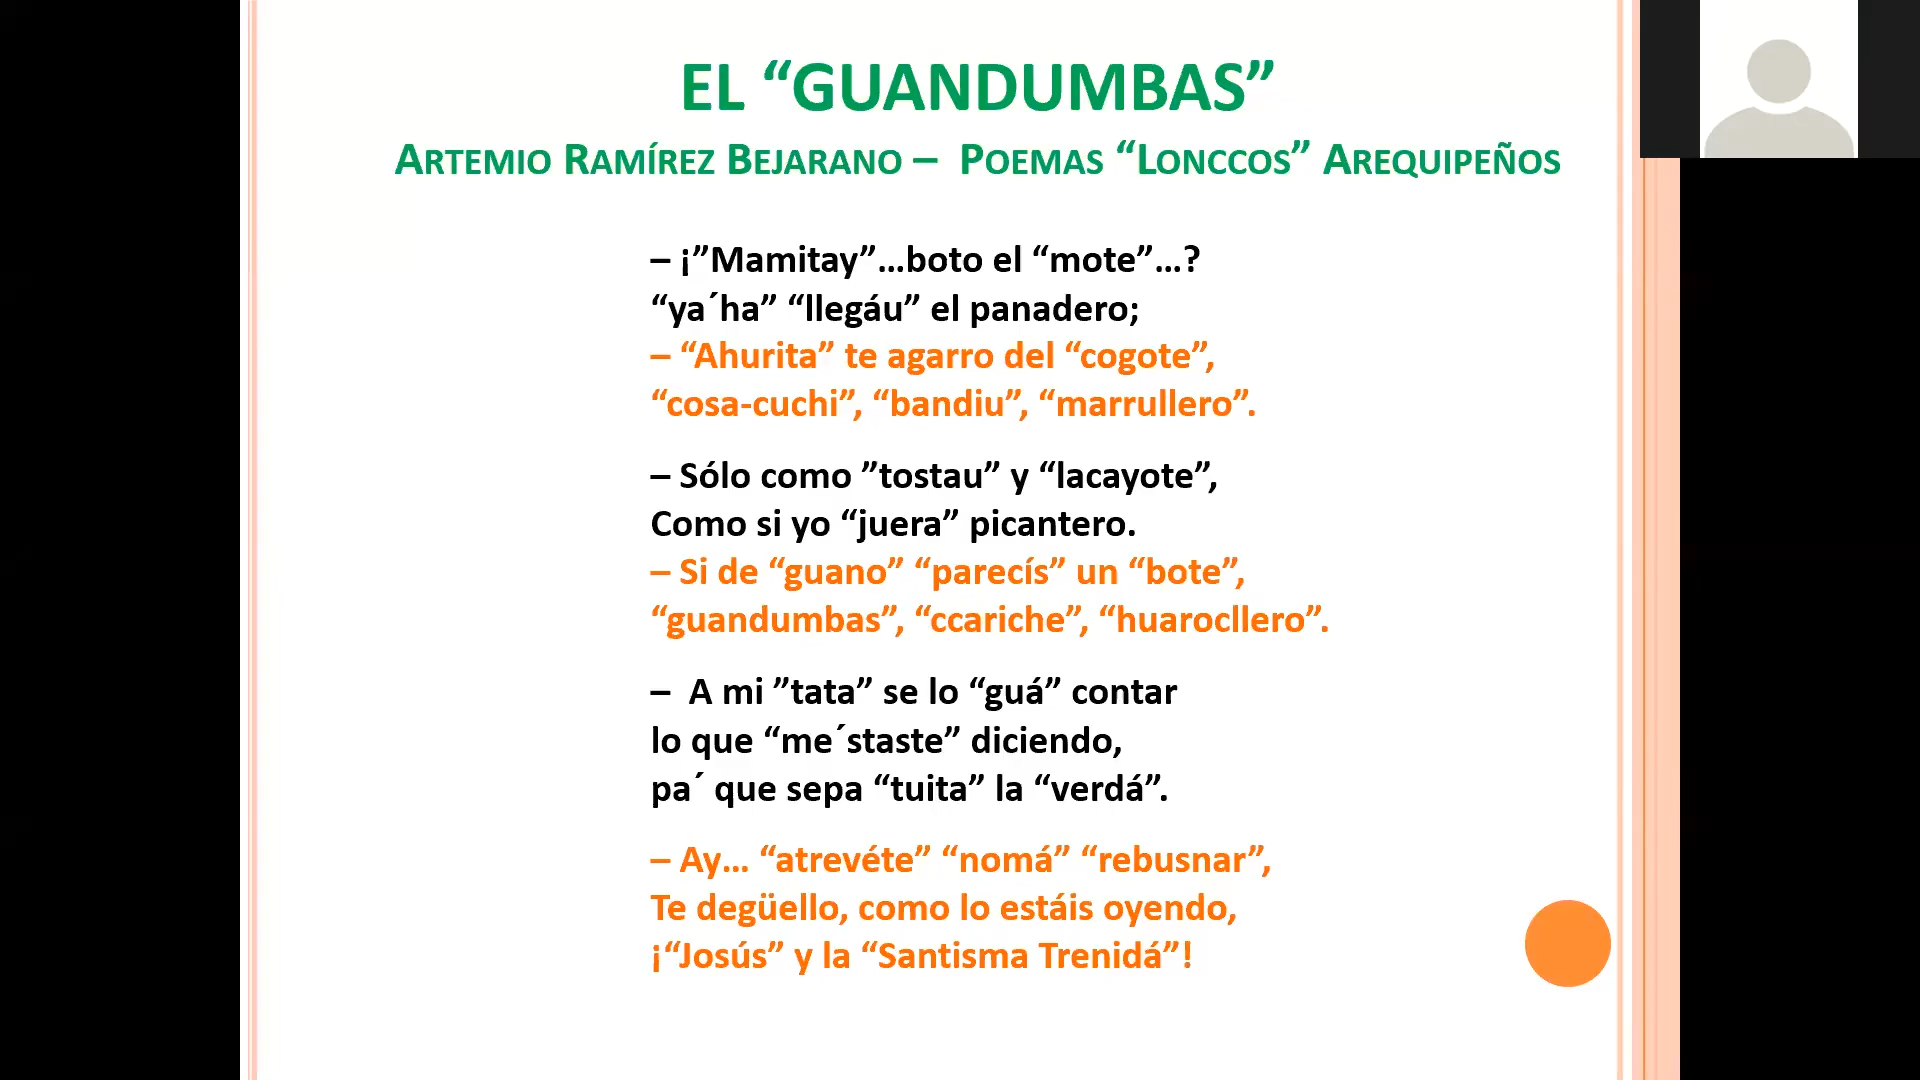 EL “GUANDUMBAS”
ARTEMIO RAMÍREZ BEJARANO – POEMAS “LONCCOS” AREQUIPEÑOS
– ¡”Mamitay”...boto el “mote”...?
“ya´ha” “llegáu” el panadero;
– “Ahurita” te agarro del “cogote”,
“cosa-cuchi”, “bandiu”, “marrullero”.
– Sólo como ”tostau” y “lacayote”,
Como si yo “juera” picantero.
– Si de “guano” “parecís” un “bote”,
“guandumbas”, “ccariche”, “huarocllero”.
– A mi ”tata” se lo “guá” contar
lo que “me´staste” diciendo,
pa´ que sepa “tuita” la “verdá”.
– Ay... “atrevéte” “nomá” “rebusnar”,
Te degüello, como lo estáis oyendo,
¡“Josús” y la “Santisma Trenidá”!